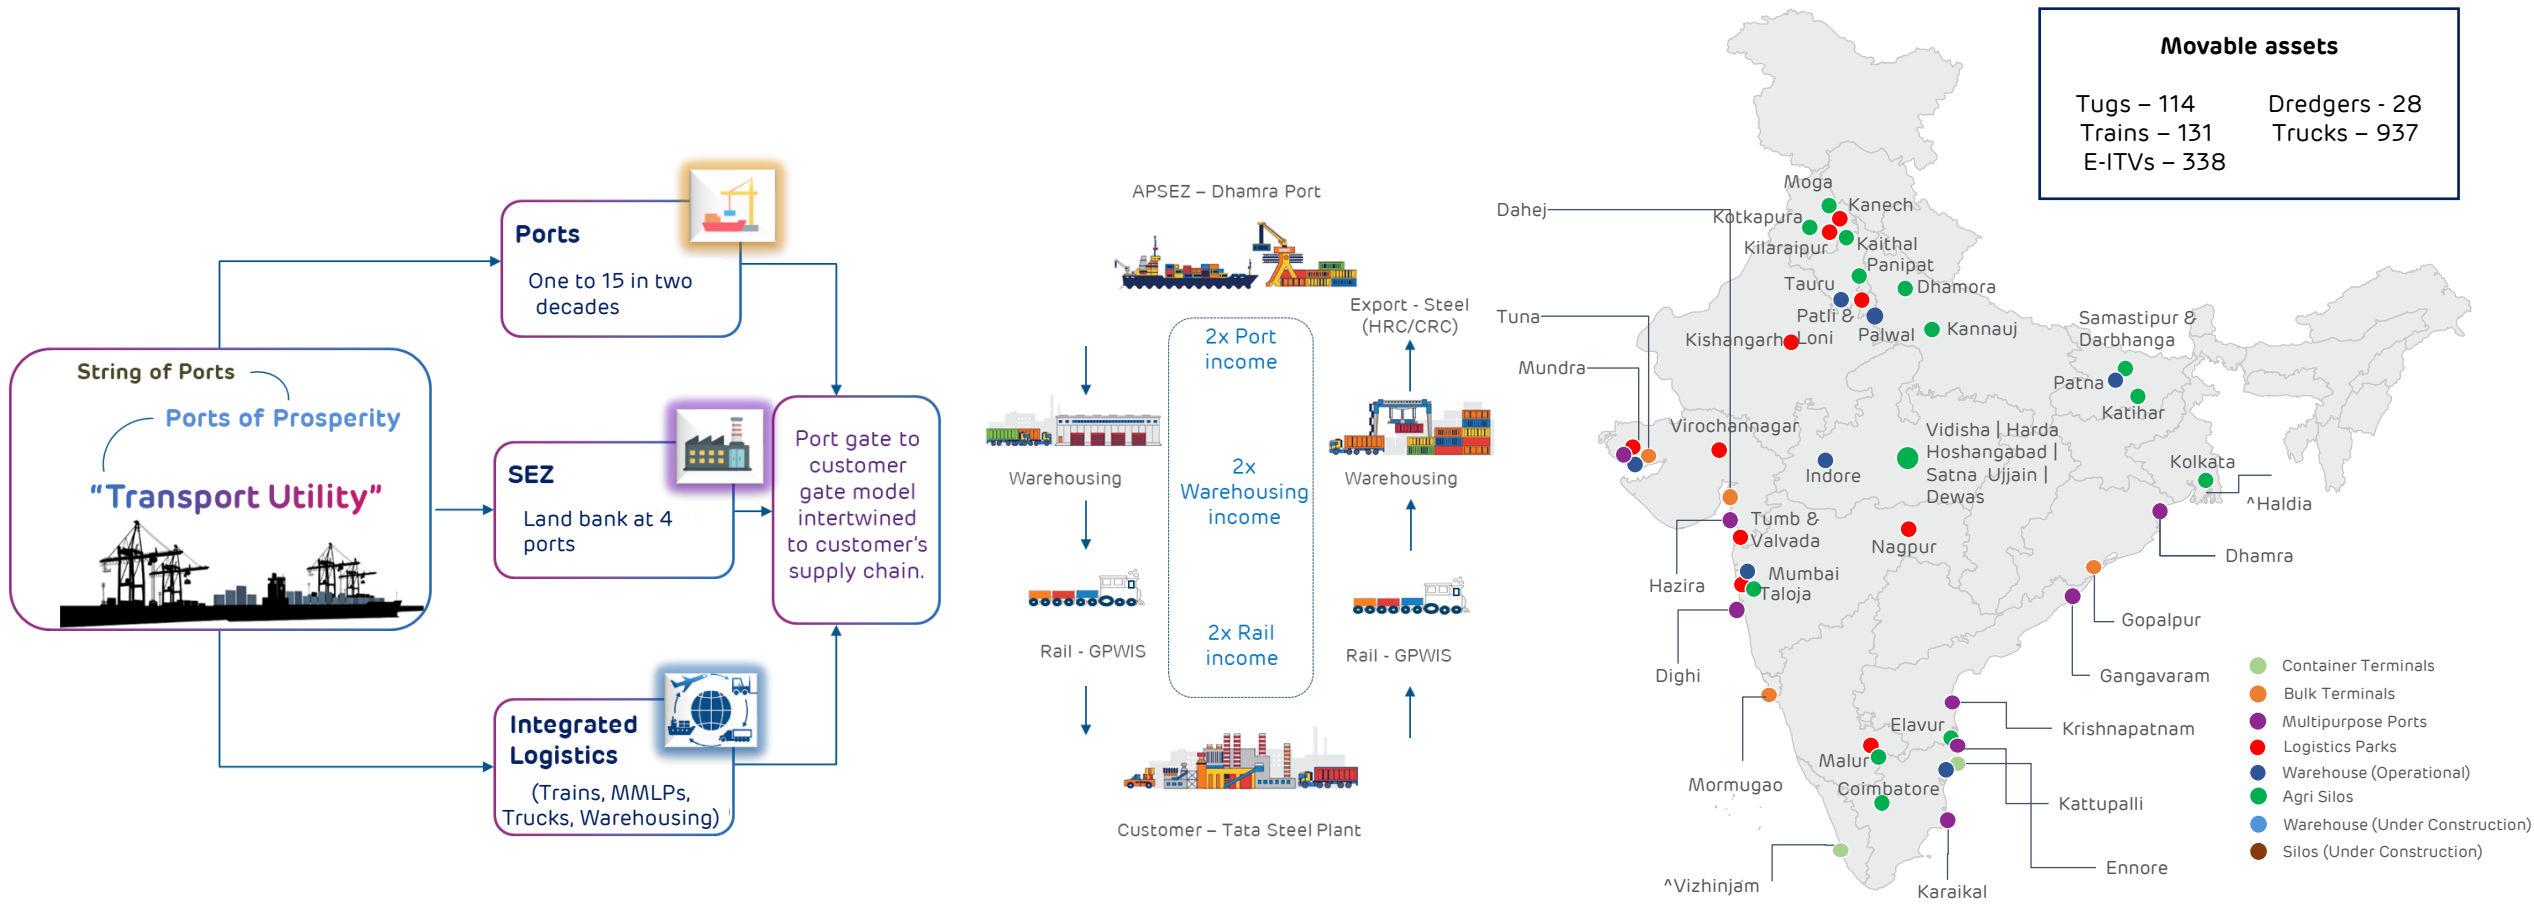 String of Ports
Ports of Prosperity
“Transport Utility”
Ports
One to 15 in two
decades
SEZ
Land bank at 4
ports
Integrated
Logistics
(Trains, MMLPs,
Trucks, Warehousing)
Port gate to
customer
gate model
intertwined
to customer’s
supply chain.
APSEZ – Dhamra Port
Export - Steel
(HRC/CRC)
2x Port
income
Warehousing
2x
Warehousing
income
Warehousing
2x Rail
income
Rail - GPWIS
Rail - GPWIS
Customer – Tata Steel Plant
Movable assets
Tugs – 114
Dredgers - 28
Trains – 131
Trucks – 937
E-ITVs – 338
Moga
Kanech
Kotkapura
Kilaraipur
Kaithal
Panipat
Tauru
Dhamora
Patli &
Loni
Palwal
Kannauj
Kishangarh
Dahej
Tuna
Mundra
Virochannagar
Samastipur &
Darbhanga
Patna
Katihar
Indore
Vidisha | Harda
Hoshangabad |
Satna Ujjain |
Dewas
Kolkata
^Haldia
Tumb &
Valvada
Nagpur
Dhamra
Hazira
Mumbai
Taloja
Gopalpur
Dighi
Gangavaram
Krishnapatnam
Elavur
Malur
Mormugao
Coimbatore
Kattupalli
Ennore
^Vizhinjam
Karaikal
Container Terminals
Bulk Terminals
Multipurpose Ports
Logistics Parks
Warehouse (Operational)
Agri Silos
Warehouse (Under Construction)
Silos (Under Construction)